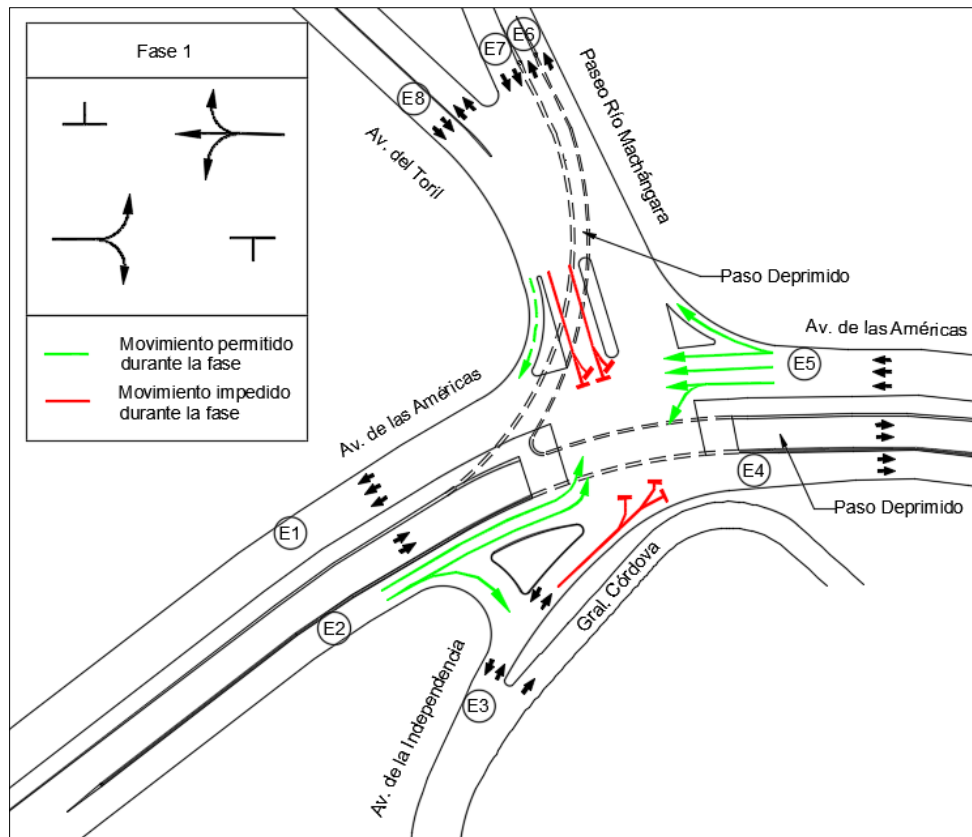 Fase 1
Movimiento permitido
durante la fase
Movimiento impedido
durante la fase
E7
E6
E8
Av. del Toril
Paseo Río Machángara
Paso Deprimido
Av. de las Américas
E5
Av. de las Américas
E4
Paso Deprimido
E1
E2
Gral. Córdova
Av. de la Independencia
E3